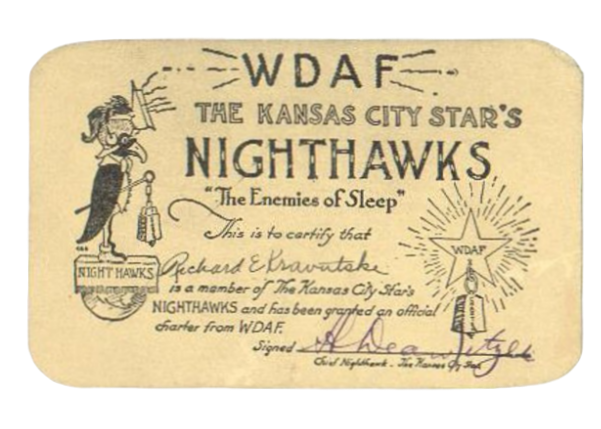 WDAF
THE KANSAS CITY STAR'S
NIGHTHAWKS
"The Enemies of Sleep"
This is to certify that
Richard E
is a member of The Kansas City Star's
NIGHTHAWKS and has been granted an official
charter from WDAF.
Signed
Chief Nighthawk - The Kansas City Star
NIGHT HAWKS
WDAF